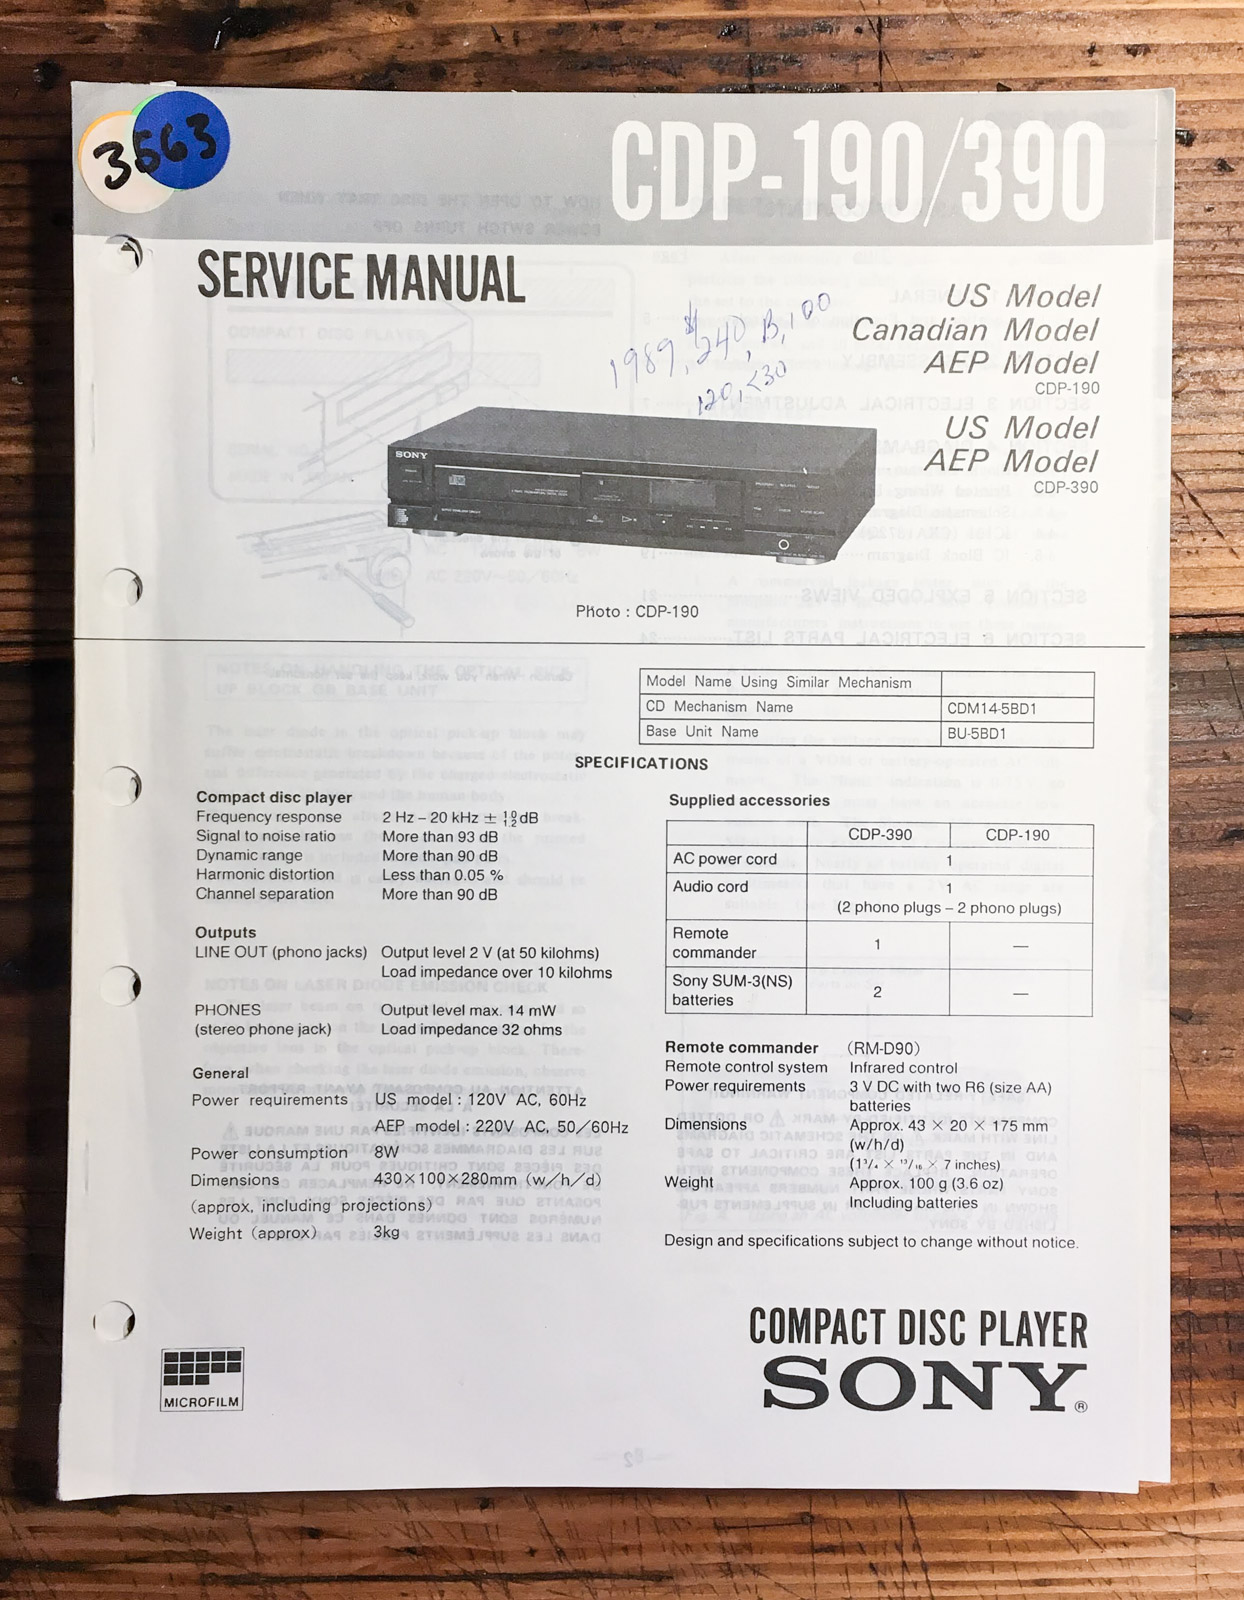 3563
CDP-190/390
SERVICE MANUAL
US Model
Canadian Model
AEP Model
CDP-190
US Model
AEP Model
CDP-390
1989, $240, B, 100
120, <30
SONY
Photo : CDP-190
Model Name Using Similar Mechanism
CD Mechanism Name CDM14-5BD1
Base Unit Name BU-5BD1
SPECIFICATIONS
Compact disc player
Frequency response 2 Hz – 20 kHz ± 1.0 1.2 dB
Signal to noise ratio More than 93 dB
Dynamic range More than 90 dB
Harmonic distortion Less than 0.05 %
Channel separation More than 90 dB
Outputs
LINE OUT (phono jacks) Output level 2 V (at 50 kilohms)
Load impedance over 10 kilohms
PHONES Output level max. 14 mW
(stereo phone jack) Load impedance 32 ohms
General
Power requirements US model : 120V AC, 60Hz
AEP model : 220V AC, 50/60Hz
Power consumption 8W
Dimensions 430×100×280mm (w/h/d)
(approx, including projections)
Weight (approx) 3kg
Supplied accessories
CDP-390 CDP-190
AC power cord 1
Audio cord 1
(2 phono plugs – 2 phono plugs)
Remote
commander 1 —
Sony SUM-3(NS)
batteries 2 —
Remote commander (RM-D90)
Remote control system Infrared control
Power requirements 3 V DC with two R6 (size AA)
batteries
Dimensions Approx. 43 × 20 × 175 mm
(w/h/d)
(1³/₄ × ¹³/₁₆ × 7 inches)
Weight Approx. 100 g (3.6 oz)
Including batteries
Design and specifications subject to change without notice.
MICROFILM
COMPACT DISC PLAYER
SONY®